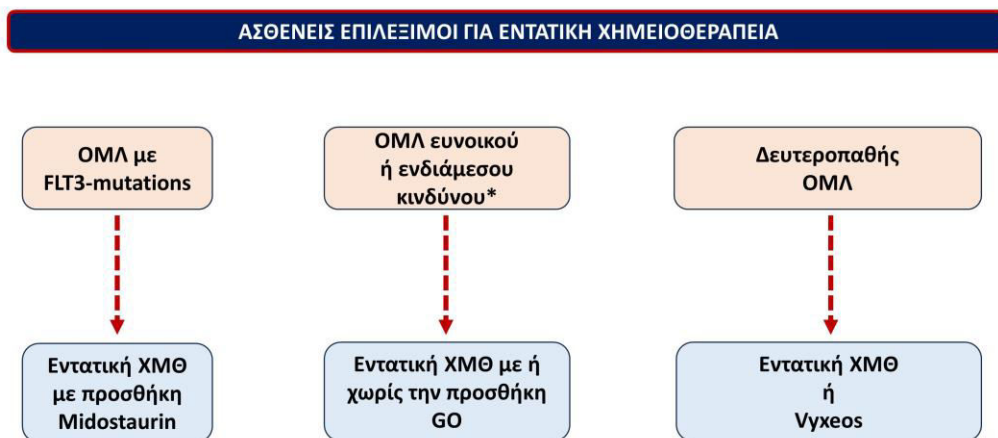 ΑΣΘΕΝΕΙΣ ΕΠΙΛΕΞΙΜΟΙ ΓΙΑ ΕΝΤΑΤΙΚΗ ΧΗΜΕΙΟΘΕΡΑΠΕΙΑ
ΟΜΛ με
FLT3-mutations
ΟΜΛ ευνοικού
ή ενδιάμεσου
κινδύνου*
Δευτεροπαθής
ΟΜΛ
Εντατική ΧΜΘ
με προσθήκη
Midostaurin
Εντατική ΧΜΘ με ή
χωρίς την προσθήκη
GO
Εντατική ΧΜΘ
ή
Vyxeos